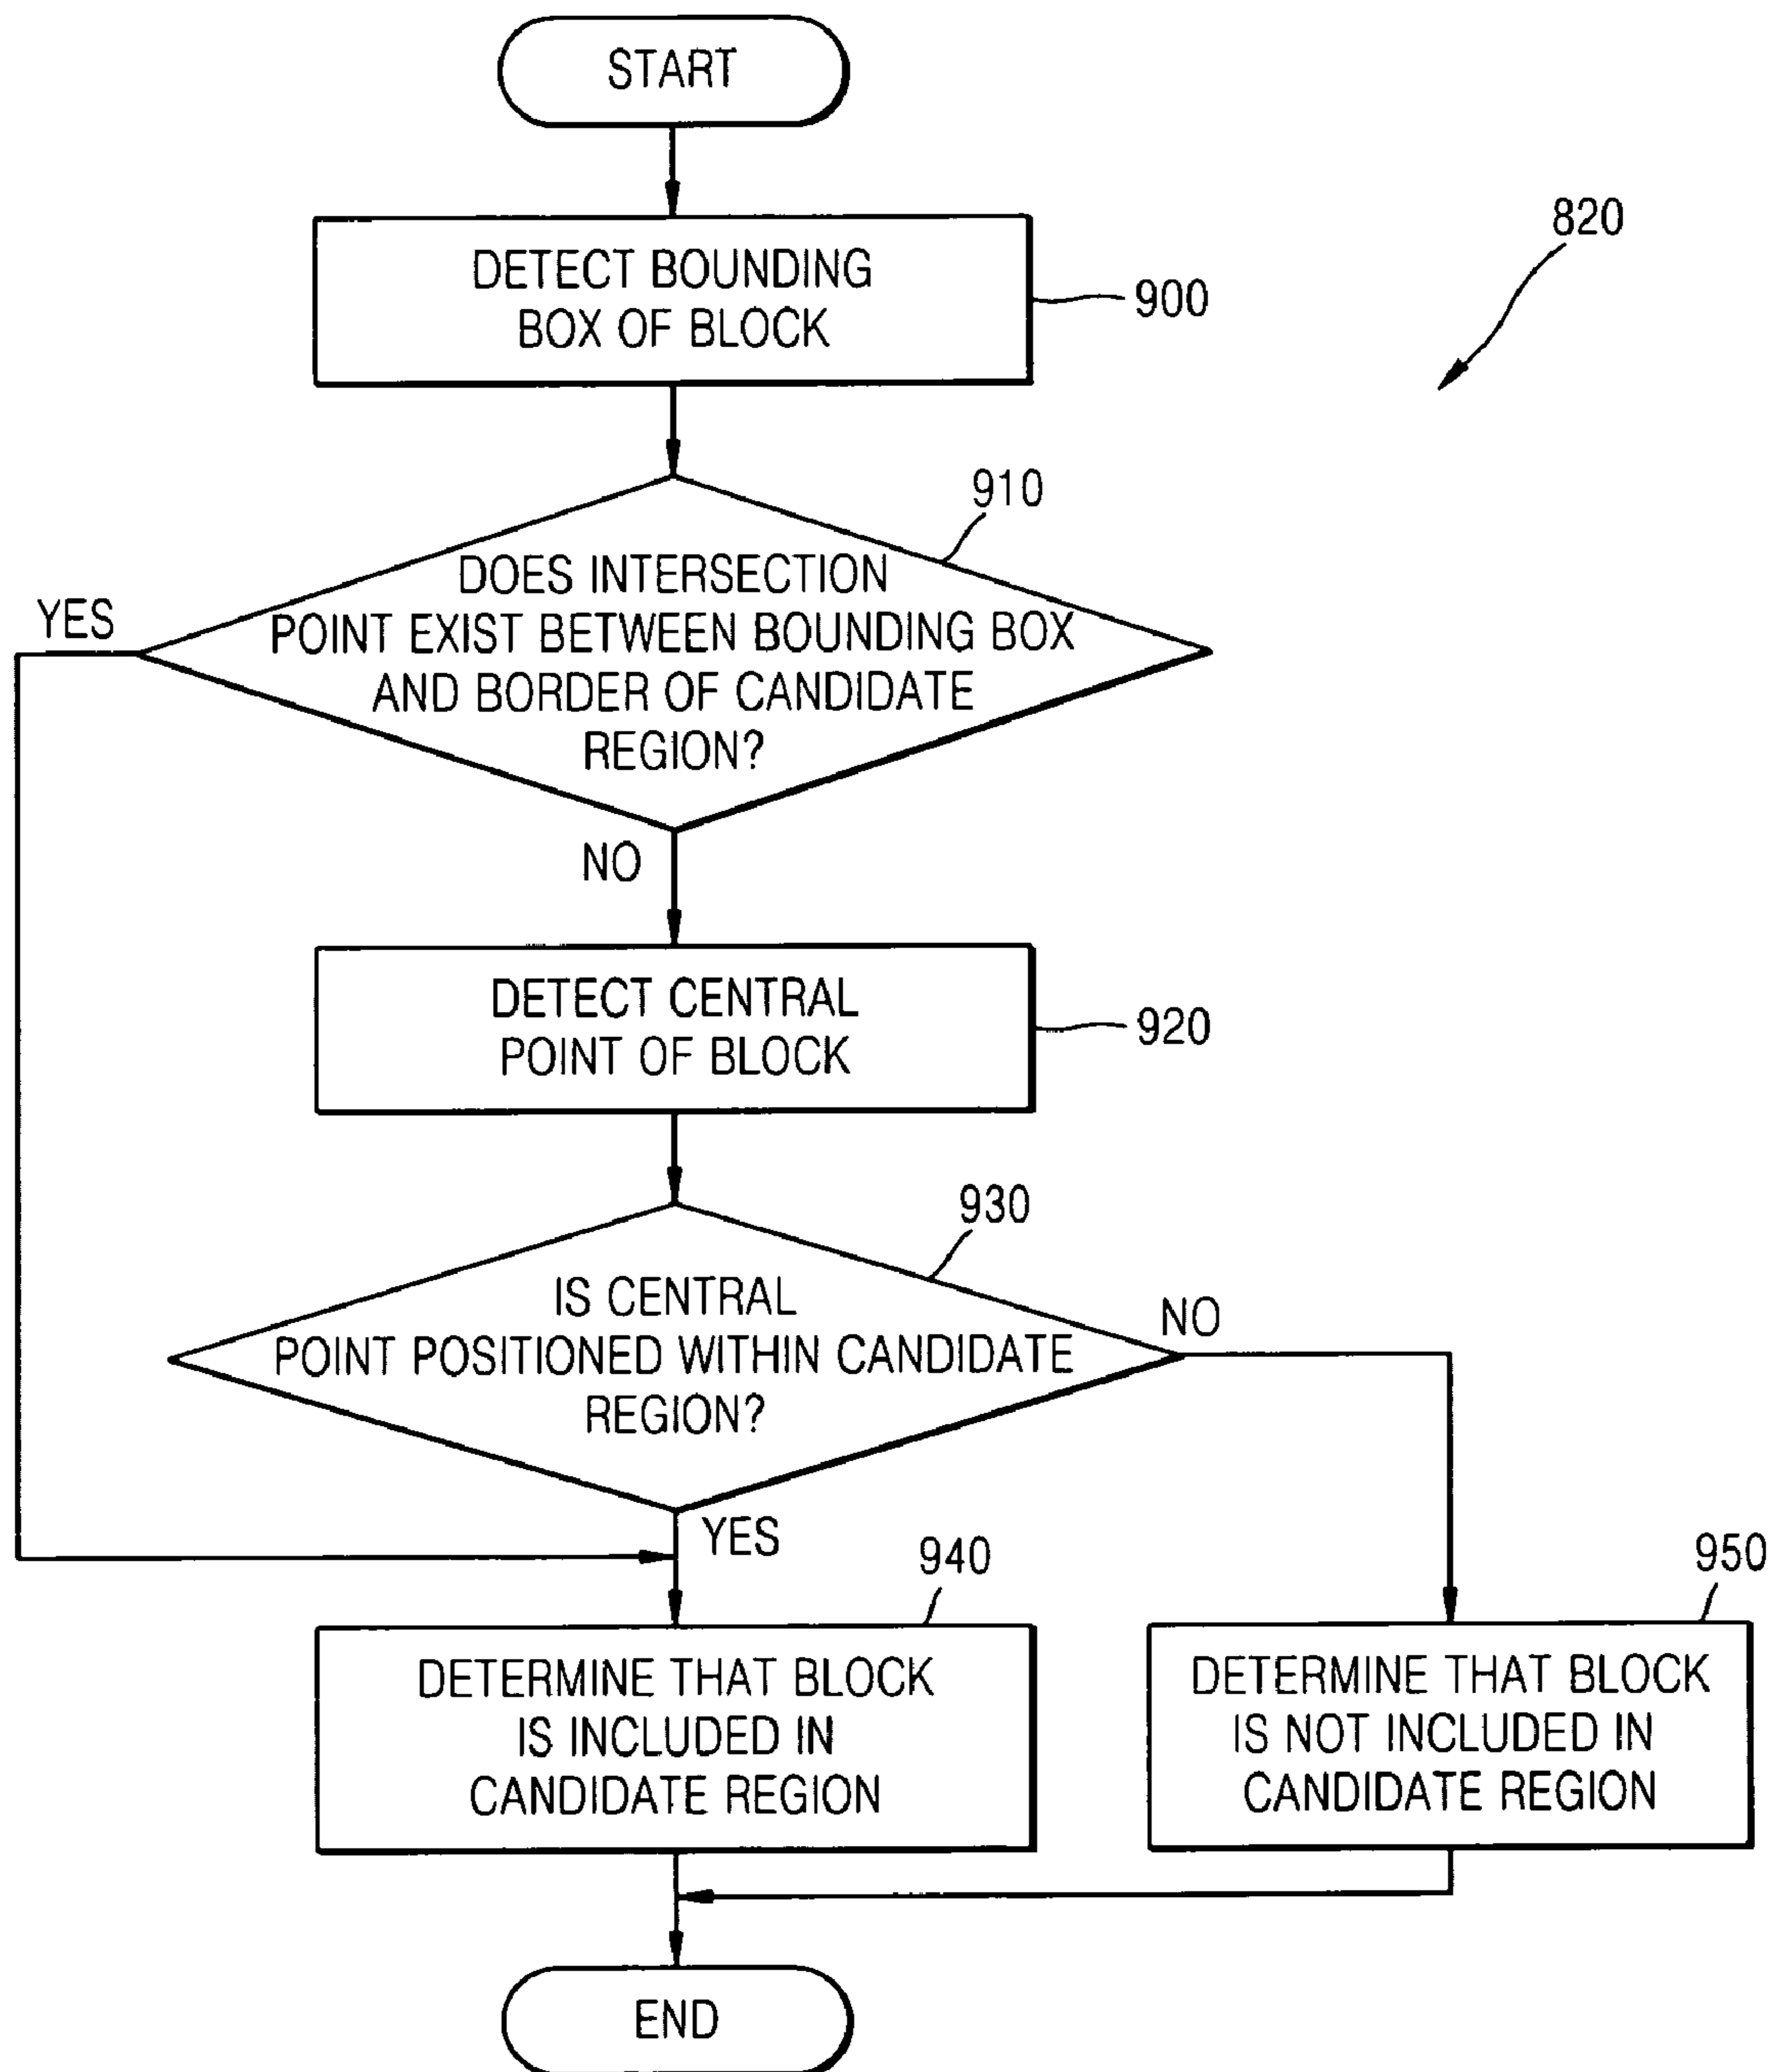 START
820
DETECT BOUNDING
BOX OF BLOCK
900
910
DOES INTERSECTION
POINT EXIST BETWEEN BOUNDING BOX
AND BORDER OF CANDIDATE
REGION?
YES
NO
DETECT CENTRAL
POINT OF BLOCK
920
930
IS CENTRAL
POINT POSITIONED WITHIN CANDIDATE
REGION?
NO
YES
940
DETERMINE THAT BLOCK
IS INCLUDED IN
CANDIDATE REGION
950
DETERMINE THAT BLOCK
IS NOT INCLUDED IN
CANDIDATE REGION
END